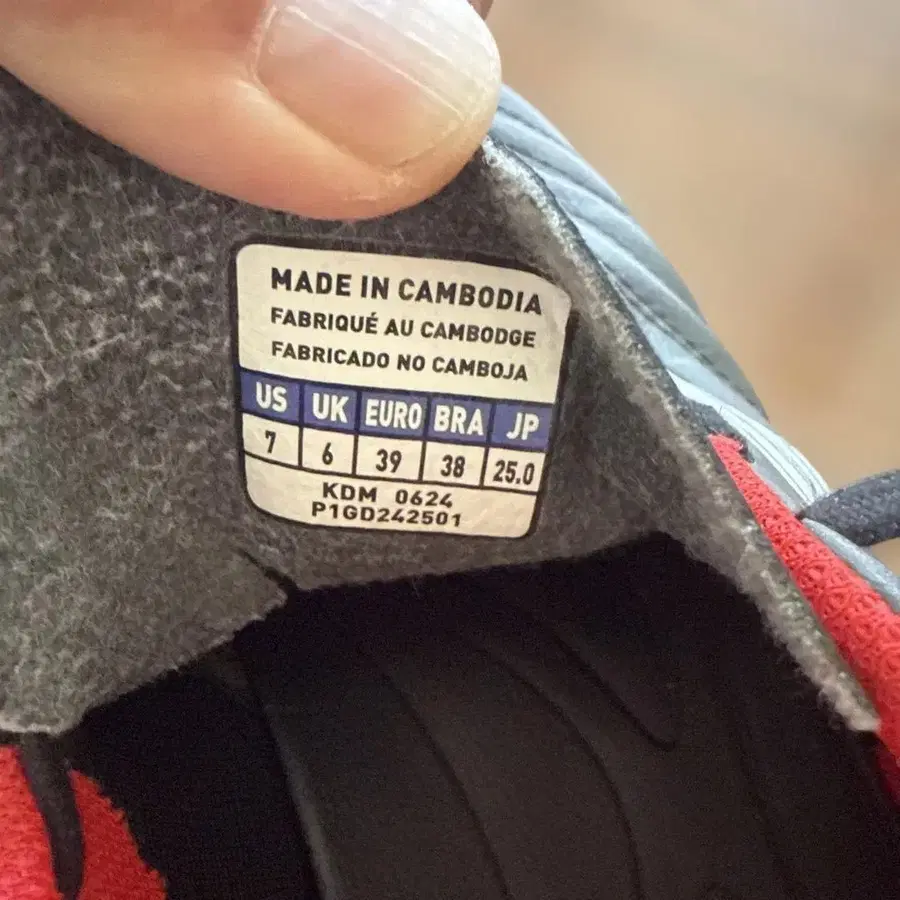 MADE IN CAMBODIA
FABRIQUÉ AU CAMBODGE
FABRICADO NO CAMBOJA
US UK EURO BRA JP
7 6 39 38 25.0
KDM 0624
P1GD242501